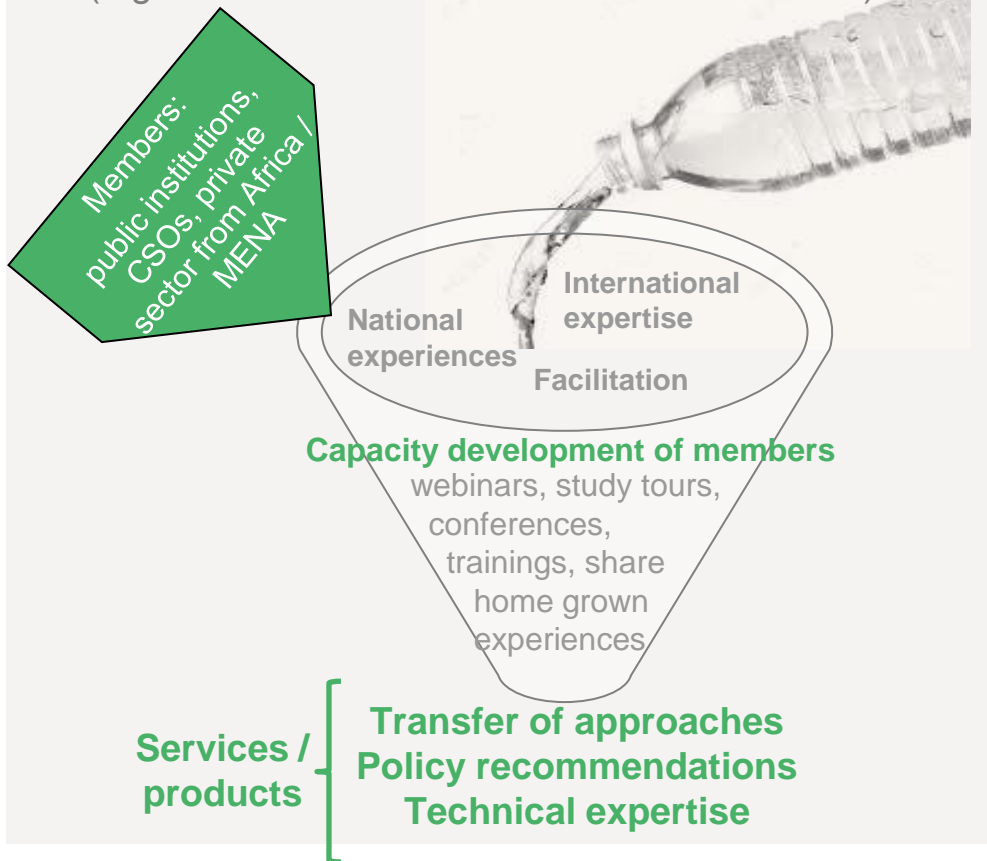 Members:
public institutions,
CSOs, private
sector from Africa /
MENA
International
expertise
National
experiences
Facilitation
Capacity development of members
webinars, study tours,
conferences,
trainings, share
home grown
experiences
Services /
products
Transfer of approaches
Policy recommendations
Technical expertise